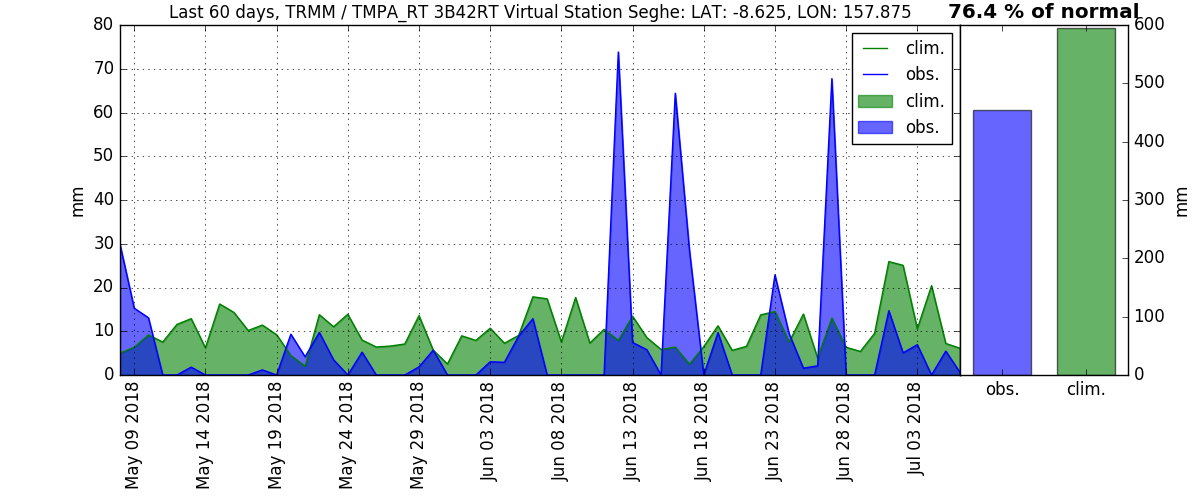 Last 60 days, TRMM / TMPA_RT 3B42RT Virtual Station Seghe: LAT: -8.625, LON: 157.875
76.4 % of normal
80
70
60
50
40
30
20
10
0
mm
clim.
obs.
clim.
obs.
600
500
400
300
200
100
0
mm
obs.
clim.
May 09 2018
May 14 2018
May 19 2018
May 24 2018
May 29 2018
Jun 03 2018
Jun 08 2018
Jun 13 2018
Jun 18 2018
Jun 23 2018
Jun 28 2018
Jul 03 2018